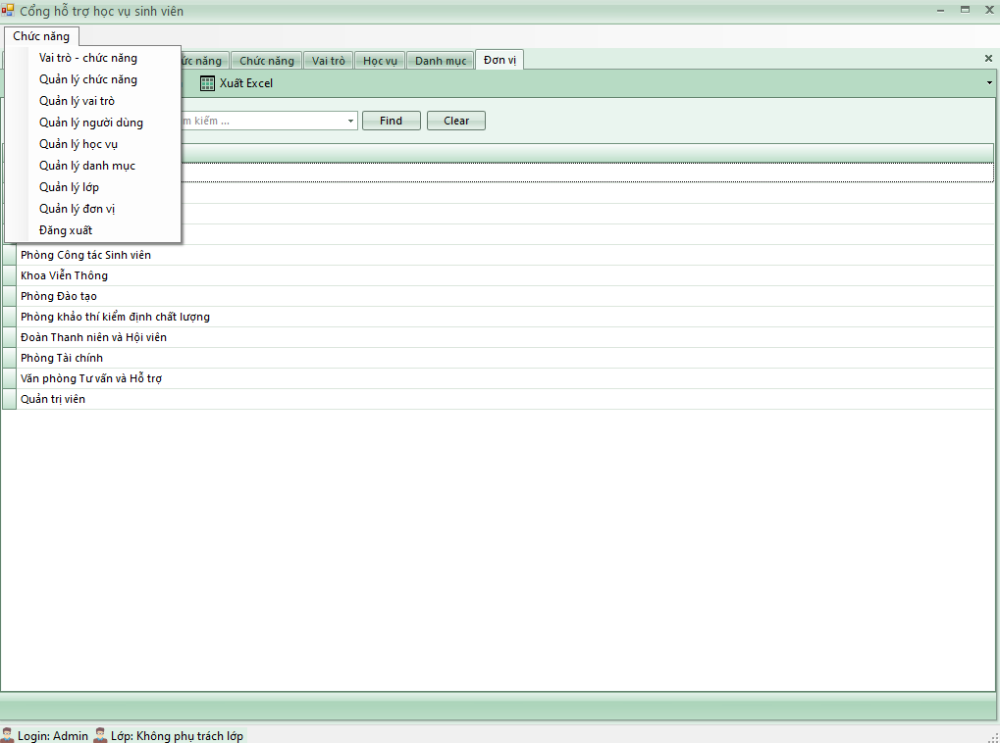 Cổng hỗ trợ học vụ sinh viên
Chức năng
Vai trò - chức năng
Quản lý chức năng
Quản lý vai trò
Quản lý người dùng
Quản lý học vụ
Quản lý danh mục
Quản lý lớp
Quản lý đơn vị
Đăng xuất
năng Chức năng Vai trò Học vụ Danh mục Đơn vị
Xuất Excel
kiếm ... Find Clear
Phòng Công tác Sinh viên
Khoa Viễn Thông
Phòng Đào tạo
Phòng khảo thí kiểm định chất lượng
Đoàn Thanh niên và Hội viên
Phòng Tài chính
Văn phòng Tư vấn và Hỗ trợ
Quản trị viên
Login: Admin Lớp: Không phụ trách lớp